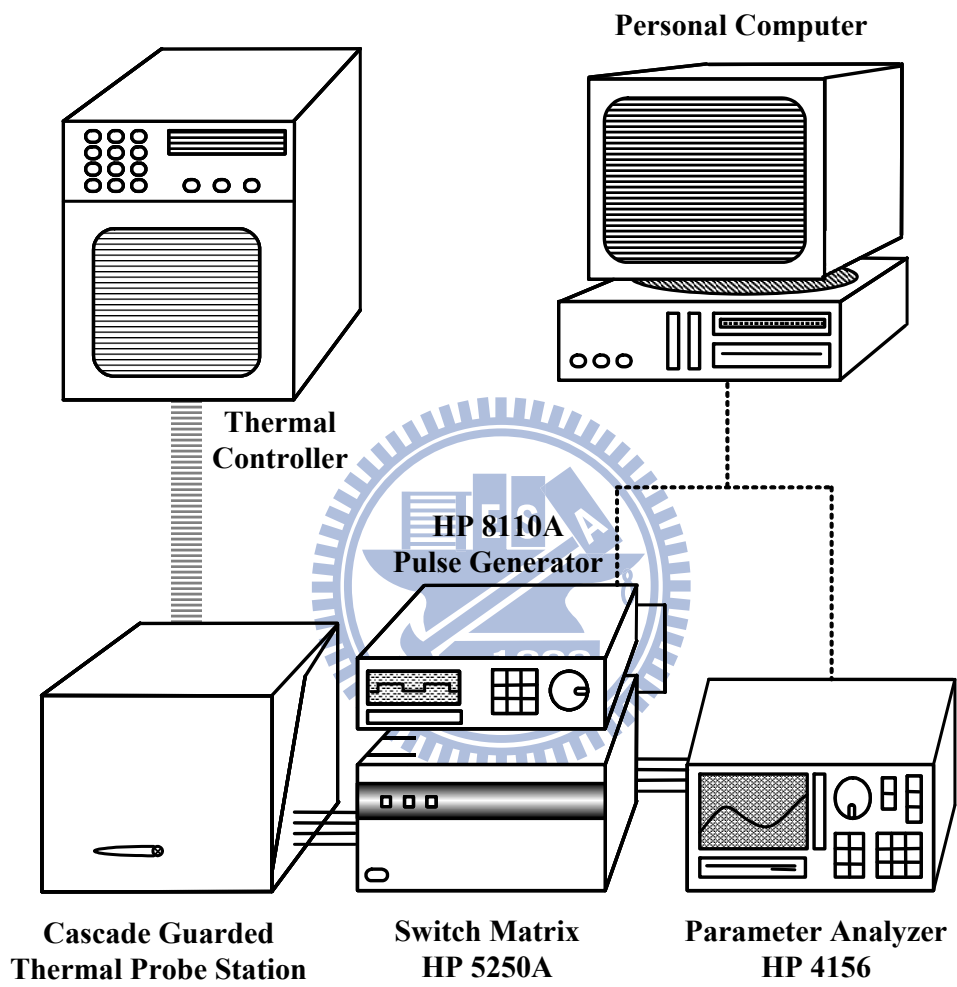 Personal Computer
Thermal
Controller
HP 8110A
Pulse Generator
Cascade Guarded
Thermal Probe Station
Switch Matrix
HP 5250A
Parameter Analyzer
HP 4156